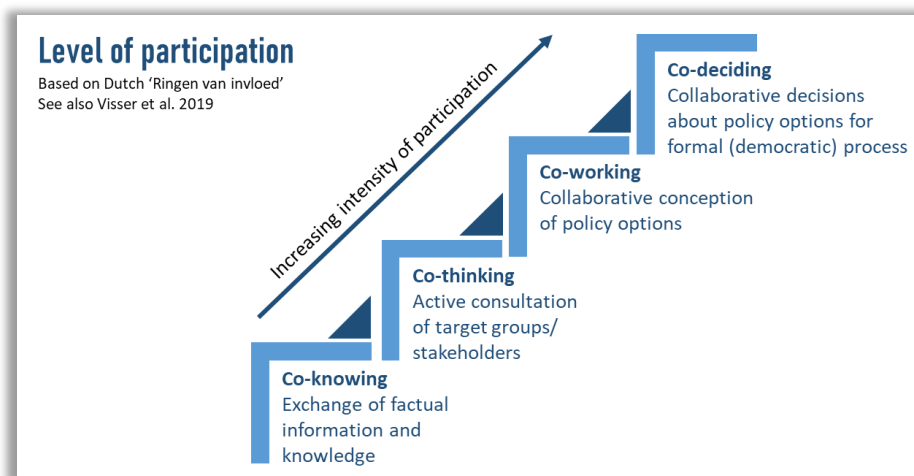 Level of participation
Based on Dutch ‘Ringen van invloed’
See also Visser et al. 2019
Increasing intensity of participation
Co-deciding
Collaborative decisions
about policy options for
formal (democratic) process
Co-working
Collaborative conception
of policy options
Co-thinking
Active consultation
of target groups/
stakeholders
Co-knowing
Exchange of factual
information and
knowledge